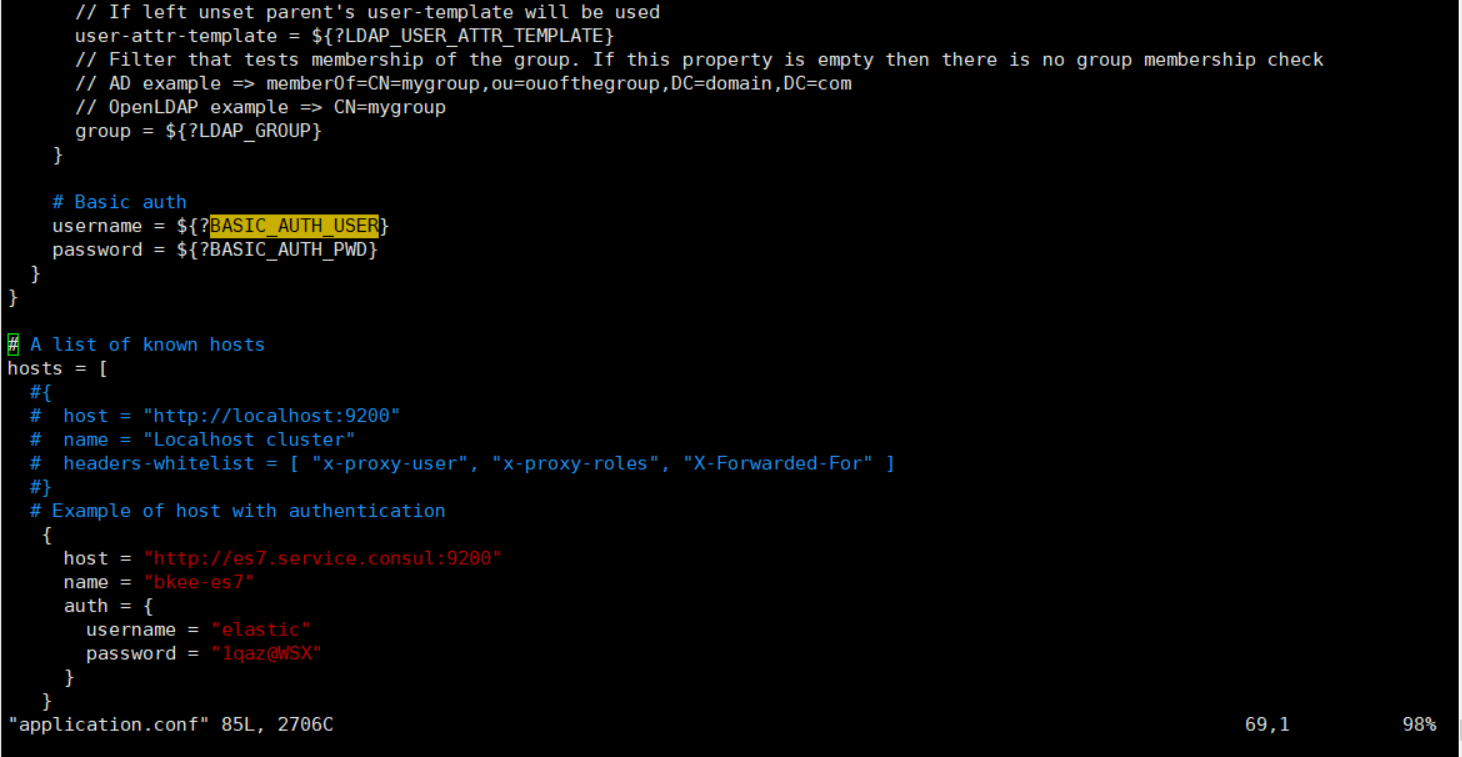 // If left unset parent's user-template will be used
user-attr-template = ${?LDAP_USER_ATTR_TEMPLATE}
// Filter that tests membership of the group. If this property is empty then there is no group membership check
// AD example => memberOf=CN=mygroup,ou=ouofthegroup,DC=domain,DC=com
// OpenLDAP example => CN=mygroup
group = ${?LDAP_GROUP}
}
# Basic auth
username = ${?BASIC_AUTH_USER}
password = ${?BASIC_AUTH_PWD}
}
}
# A list of known hosts
hosts = [
#{
#  host = "http://localhost:9200"
#  name = "Localhost cluster"
#  headers-whitelist = [ "x-proxy-user", "x-proxy-roles", "X-Forwarded-For" ]
#}
# Example of host with authentication
{
host = "http://es7.service.consul:9200"
name = "bkee-es7"
auth = {
username = "elastic"
password = "1qaz@WSX"
}
}
"application.conf" 85L, 2706C 69,1 98%